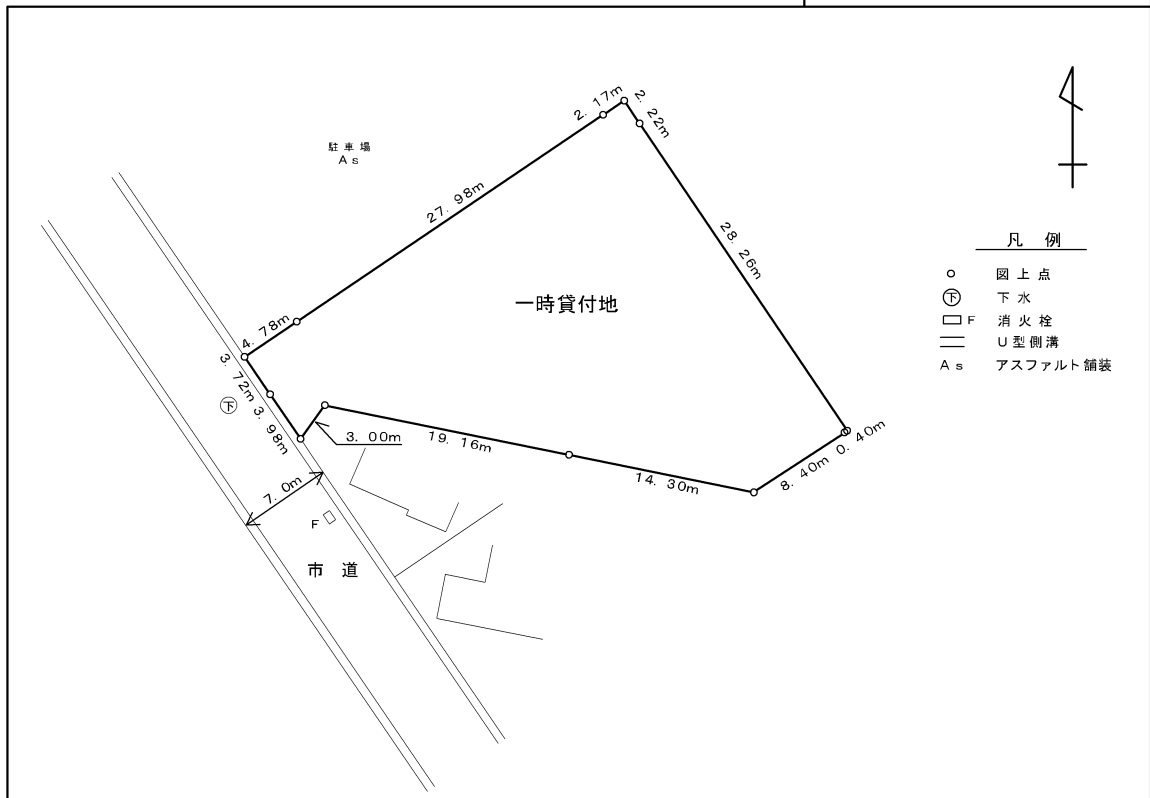 2. 17m
2. 22m
駐車場
As
27. 98m
28. 26m
凡 例
図上点
下 下水
F 消火栓
U型側溝
As アスファルト舗装
一時貸付地
4. 78m
3. 72m
下
3. 98m
3. 00m
19. 16m
14. 30m
8. 40m
0. 40m
7. 0m
F
市 道